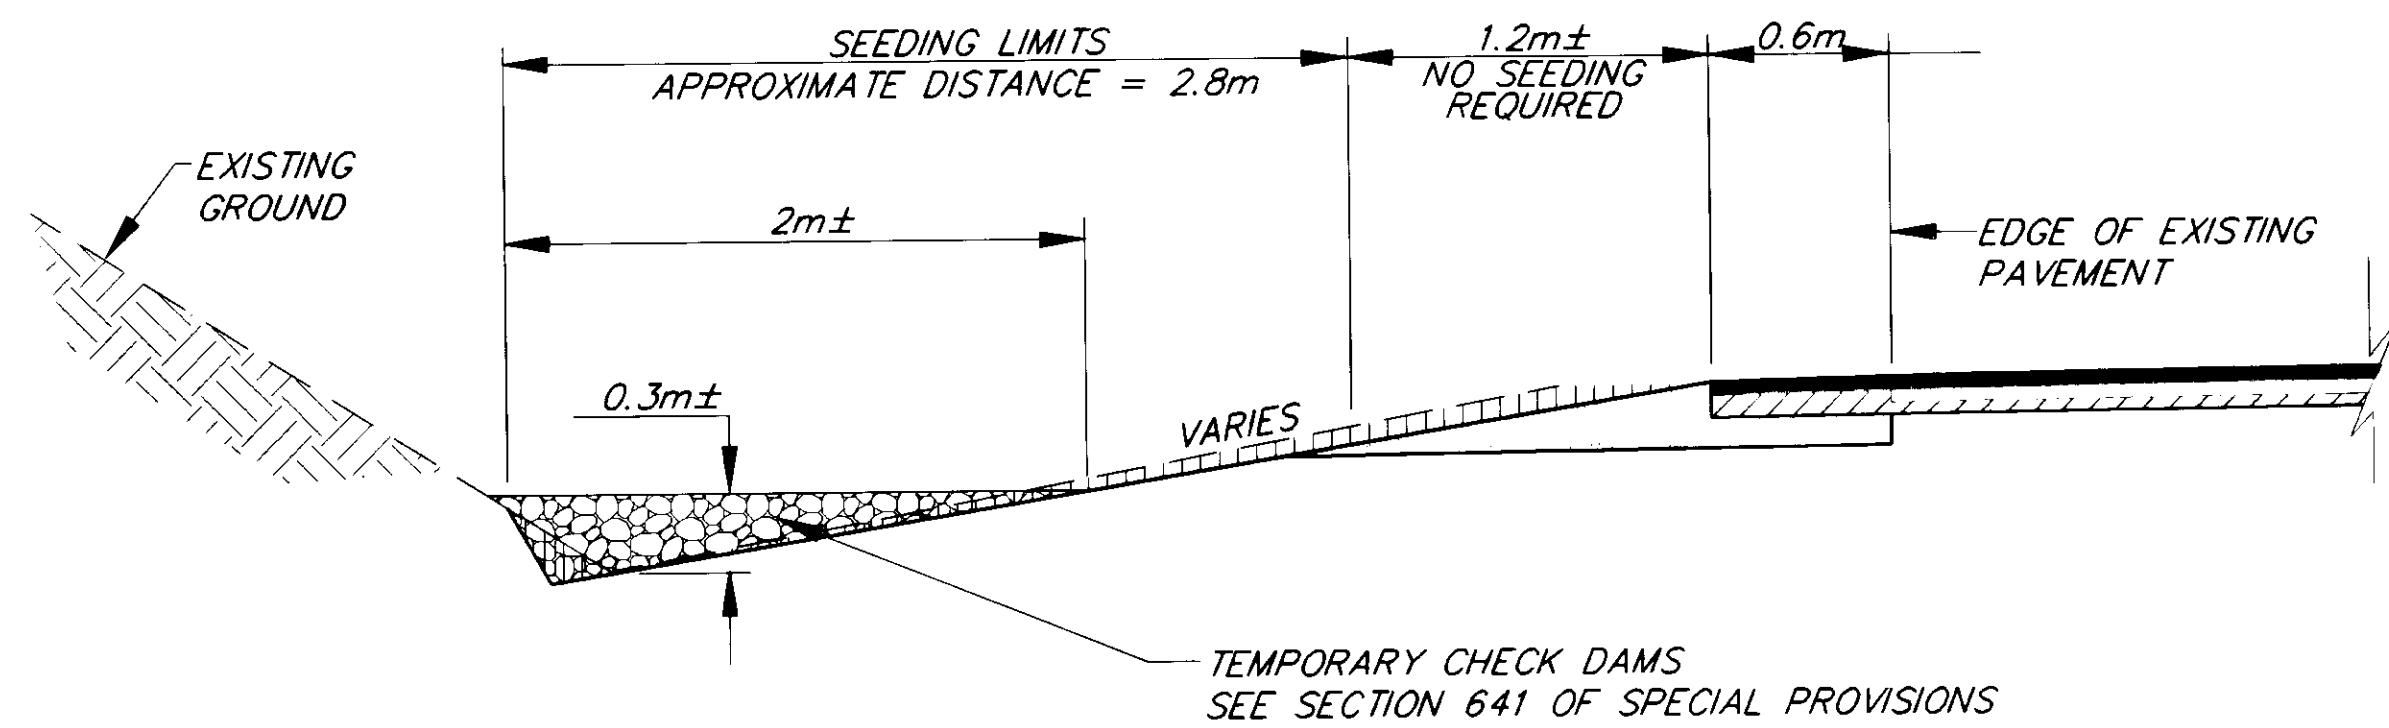 SEEDING LIMITS
APPROXIMATE DISTANCE = 2.8m
1.2m±
NO SEEDING
REQUIRED
0.6m
EXISTING
GROUND
2m±
EDGE OF EXISTING
PAVEMENT
0.3m±
VARIES
TEMPORARY CHECK DAMS
SEE SECTION 641 OF SPECIAL PROVISIONS